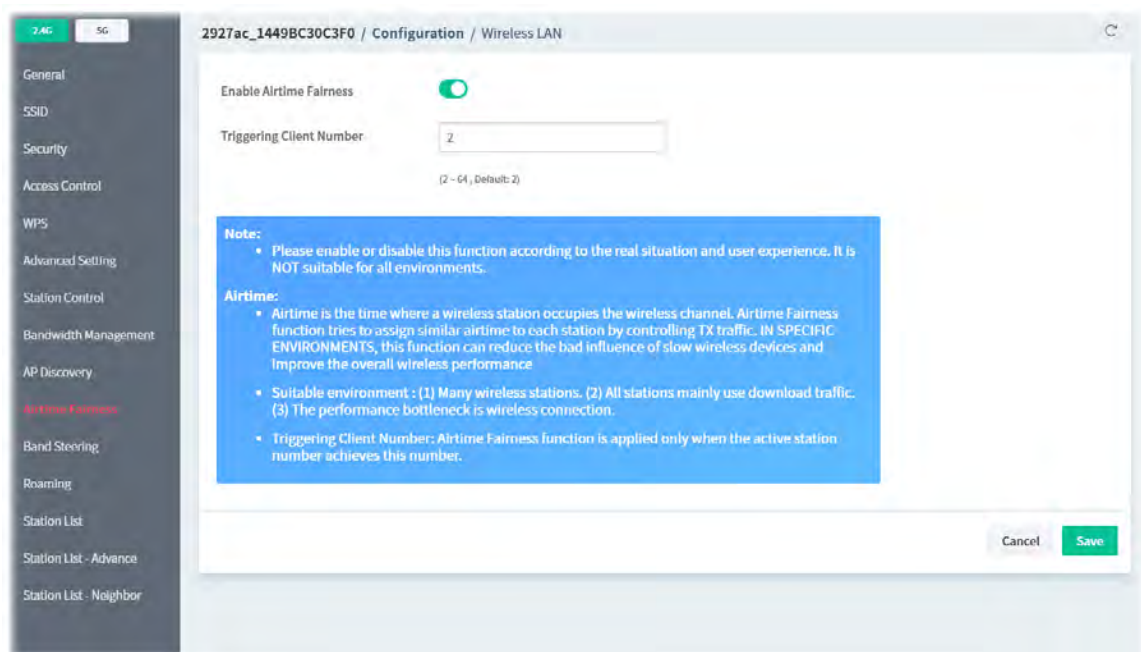 2.4G 5G
2927ac_1449BC30C3F0 / Configuration / Wireless LAN
General
SSID
Security
Access Control
WPS
Advanced Setting
Station Control
Bandwidth Management
AP Discovery
Airtime Fairness
Band Steering
Roaming
Station List
Station List - Advance
Station List - Neighbor
Enable Airtime Fairness
Triggering Client Number
2
(2 ~ 64 , Default: 2)
Note:
• Please enable or disable this function according to the real situation and user experience. It is
NOT suitable for all environments.
Airtime:
• Airtime is the time where a wireless station occupies the wireless channel. Airtime Fairness
function tries to assign similar airtime to each station by controlling TX traffic. IN SPECIFIC
ENVIRONMENTS, this function can reduce the bad influence of slow wireless devices and
improve the overall wireless performance
• Suitable environment : (1) Many wireless stations. (2) All stations mainly use download traffic.
(3) The performance bottleneck is wireless connection.
• Triggering Client Number: Airtime Fairness function is applied only when the active station
number achieves this number.
Cancel
Save